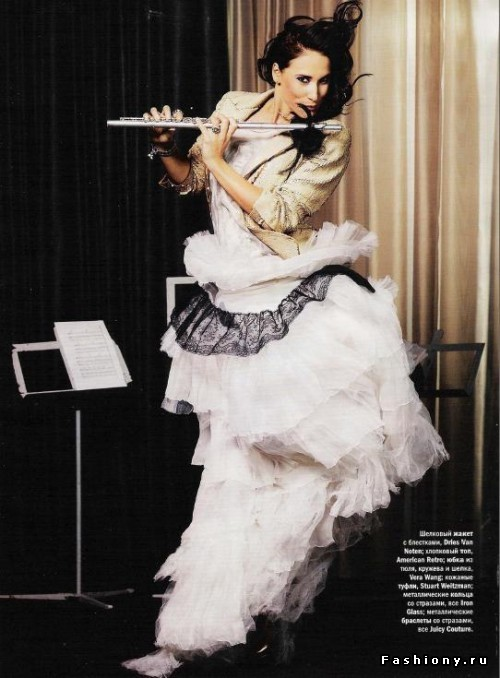 Шелковый жакет
с блестками, Dries Van
Noten; хлопковый топ,
American Retro; юбка из
тюля, кружева и шелка,
Vera Wang; кожаные
туфли, Stuart Weitzman;
металлические кольца
со стразами, все Iron
Glass; металлические
браслеты со стразами,
все Juicy Couture.
Fashiony.ru